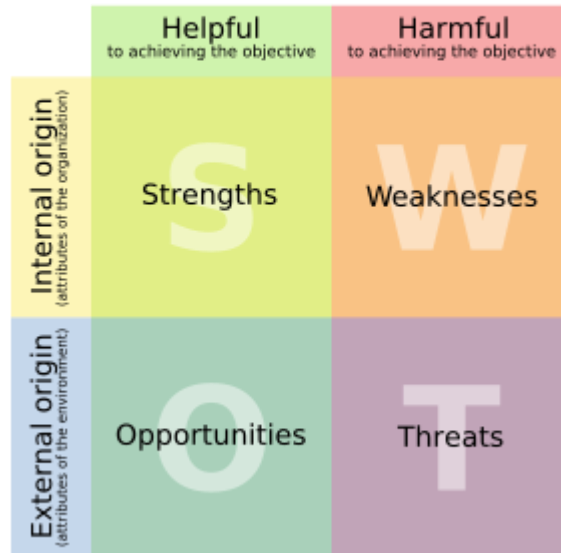 Helpful
to achieving the objective
Harmful
to achieving the objective
Internal origin
(attributes of the organization)
S
Strengths
W
Weaknesses
External origin
(attributes of the environment)
O
Opportunities
T
Threats